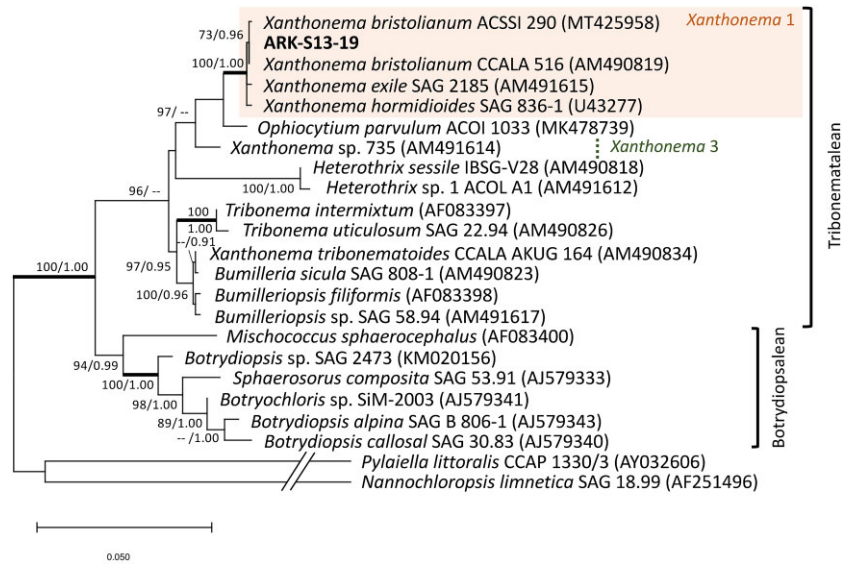 Xanthonema bristolianum ACSSI 290 (MT425958)
Xanthonema 1
73/0.96
ARK-S13-19
100/1.00
Xanthonema bristolianum CCALA 516 (AM490819)
Xanthonema exile SAG 2185 (AM491615)
Xanthonema hormidioides SAG 836-1 (U43277)
97/ --
Ophiocytium parvulum ACOI 1033 (MK478739)
Xanthonema sp. 735 (AM491614)
Xanthonema 3
Heterothrix sessile IBSG-V28 (AM490818)
96/ --
100/1.00
Heterothrix sp. 1 ACOL A1 (AM491612)
Tribonematalean
100
Tribonema intermixtum (AF083397)
1.00
Tribonema uticulosum SAG 22.94 (AM490826)
--/0.91
Xanthonema tribonematoides CCALA AKUG 164 (AM490834)
100/1.00
97/0.95
Bumilleria sicula SAG 808-1 (AM490823)
100/0.96
Bumilleriopsis filiformis (AF083398)
Bumilleriopsis sp. SAG 58.94 (AM491617)
Mischococcus sphaerocephalus (AF083400)
94/0.99
Botrydiopsis sp. SAG 2473 (KM020156)
100/1.00
Sphaerosorus composita SAG 53.91 (AJ579333)
98/1.00
Botryochloris sp. SiM-2003 (AJ579341)
Botrydiopsalean
89/1.00
Botrydiopsis alpina SAG B 806-1 (AJ579343)
-- /1.00
Botrydiopsis callosal SAG 30.83 (AJ579340)
Pylaiella littoralis CCAP 1330/3 (AY032606)
Nannochloropsis limnetica SAG 18.99 (AF251496)
0.050